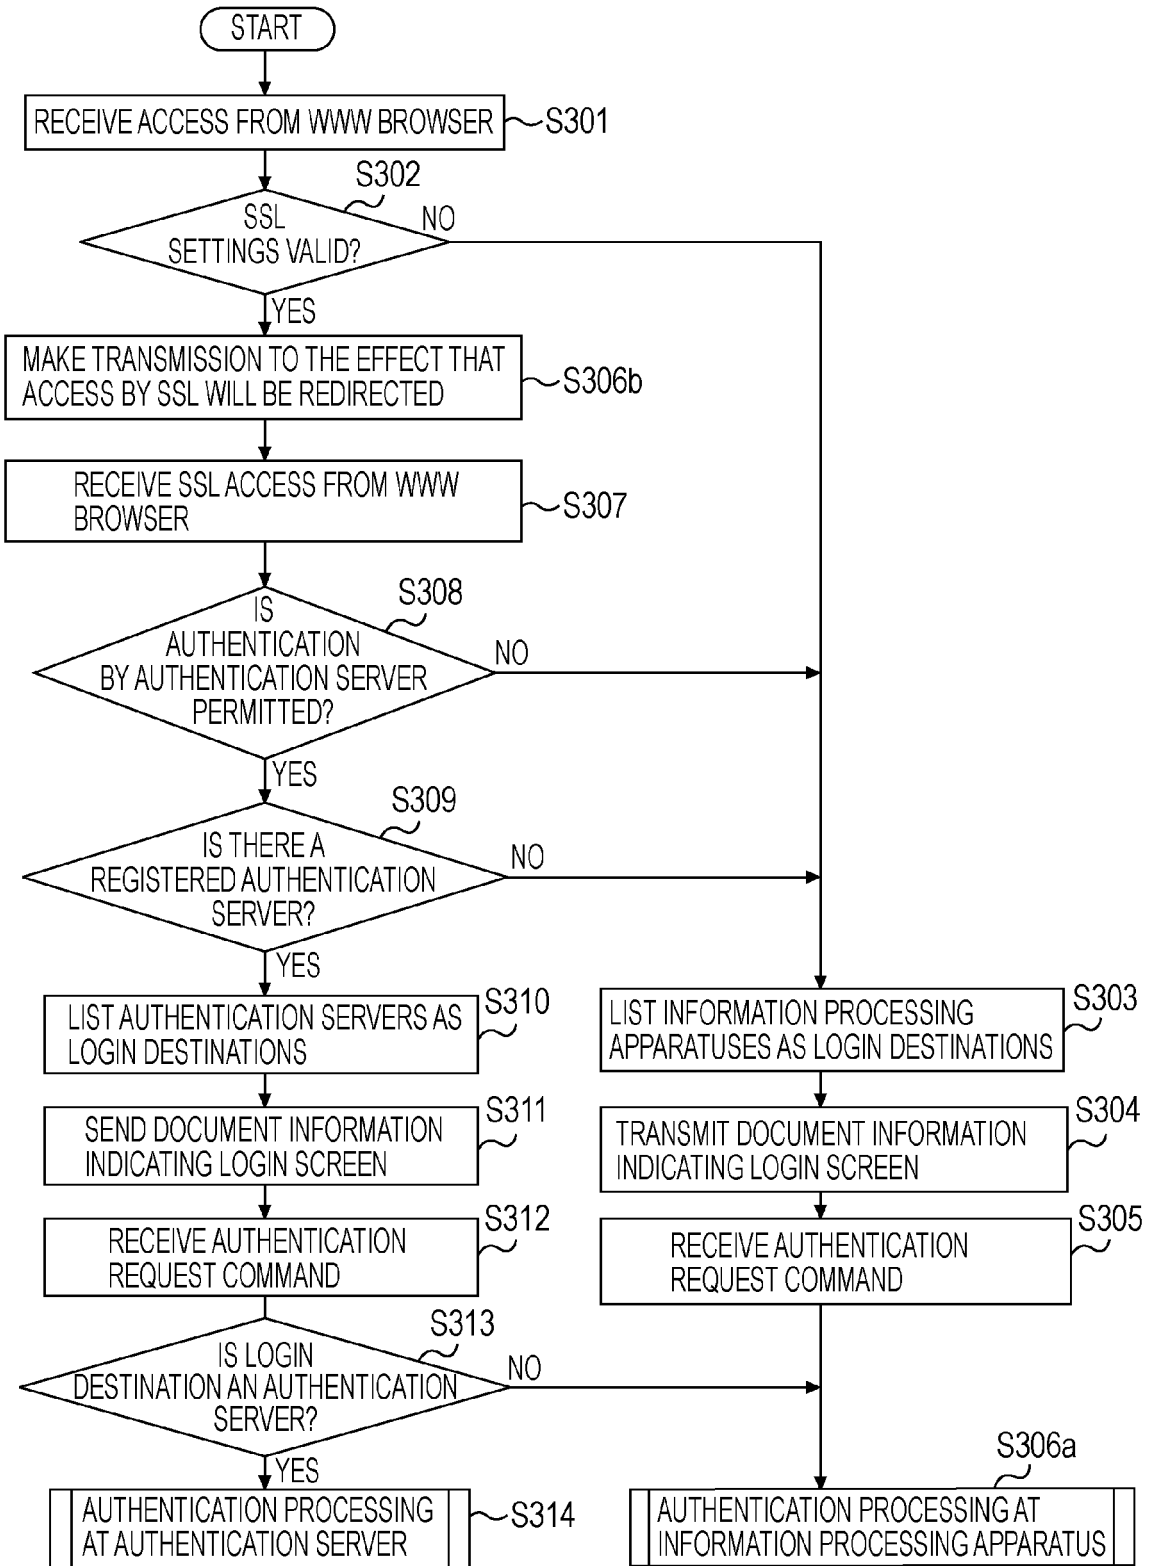 START
RECEIVE ACCESS FROM WWW BROWSER
S301
S302
SSL
SETTINGS VALID?
NO
YES
MAKE TRANSMISSION TO THE EFFECT THAT
ACCESS BY SSL WILL BE REDIRECTED
S306b
RECEIVE SSL ACCESS FROM WWW
BROWSER
S307
S308
IS
AUTHENTICATION
BY AUTHENTICATION SERVER
PERMITTED?
NO
YES
S309
IS THERE A
REGISTERED AUTHENTICATION
SERVER?
NO
YES
S310
LIST AUTHENTICATION SERVERS AS
LOGIN DESTINATIONS
S303
LIST INFORMATION PROCESSING
APPARATUSES AS LOGIN DESTINATIONS
S311
SEND DOCUMENT INFORMATION
INDICATING LOGIN SCREEN
S304
TRANSMIT DOCUMENT INFORMATION
INDICATING LOGIN SCREEN
S312
RECEIVE AUTHENTICATION
REQUEST COMMAND
S305
RECEIVE AUTHENTICATION
REQUEST COMMAND
S313
IS LOGIN
DESTINATION AN AUTHENTICATION
SERVER?
NO
YES
AUTHENTICATION PROCESSING
AT AUTHENTICATION SERVER
S314
S306a
AUTHENTICATION PROCESSING AT
INFORMATION PROCESSING APPARATUS